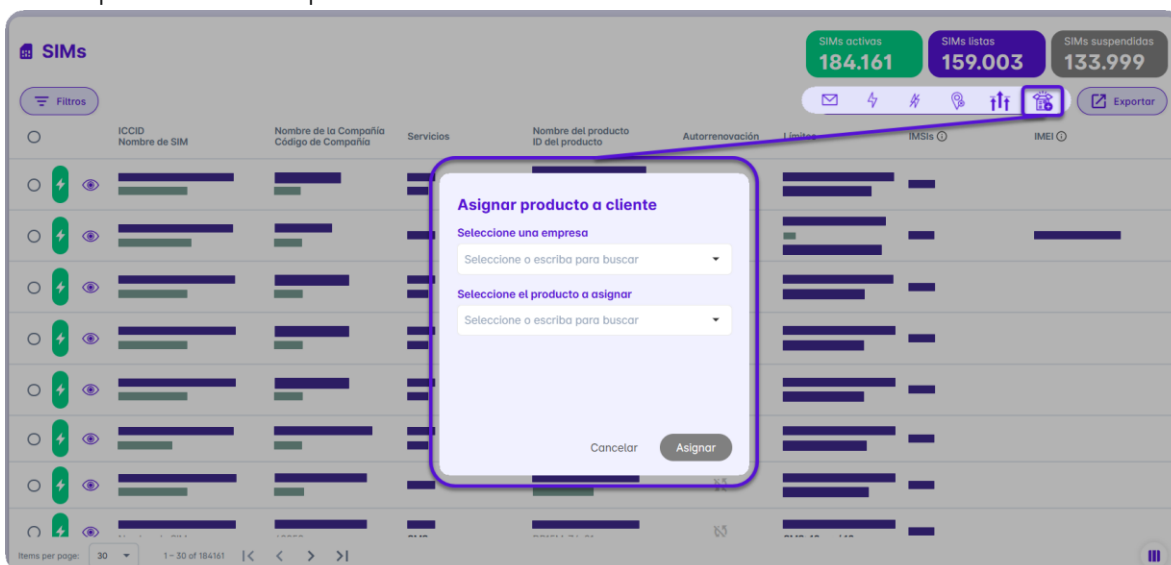 SIMs
SIMs activas
184.161
SIMs listas
159.003
SIMs suspendidas
133.999
Filtros
Exportar
ICCID
Nombre de SIM
Nombre de la Compañía
Código de Compañía
Servicios
Nombre del producto
ID del producto
Autorrenovación
Límites
IMSIs
IMEI
Asignar producto a cliente
Seleccione una empresa
Seleccione o escriba para buscar
Seleccione el producto a asignar
Seleccione o escriba para buscar
Cancelar
Asignar
Items per page: 30
1 – 30 of 184161